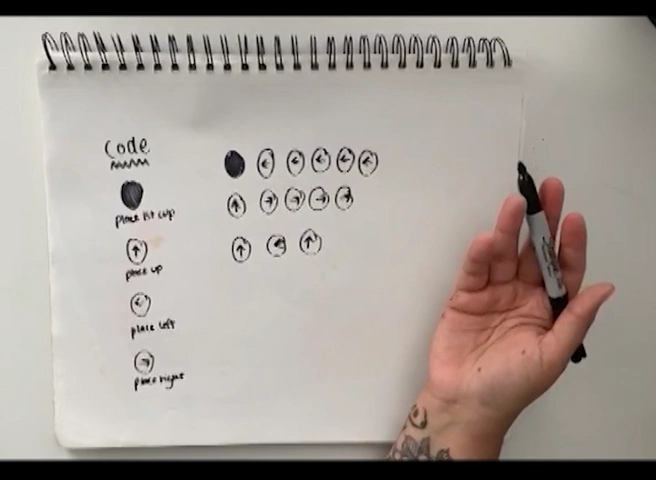 Code
place 1st cup
place up
place left
place right